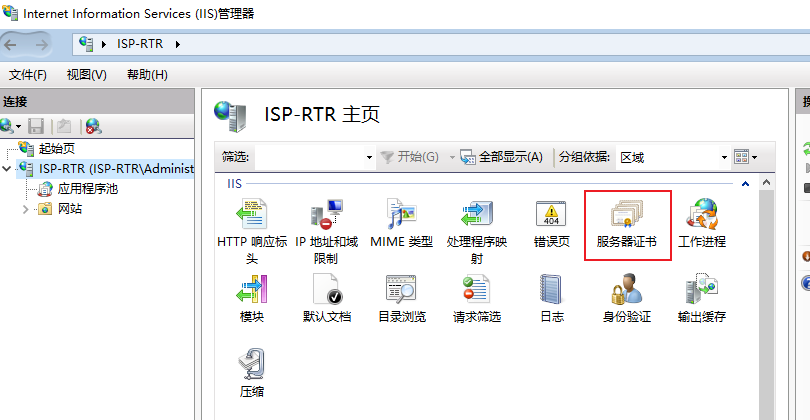 Internet Information Services (IIS)管理器
ISP-RTR
文件(F) 视图(V) 帮助(H)
连接
起始页
ISP-RTR (ISP-RTR\Administ
应用程序池
网站
ISP-RTR 主页
筛选: 开始(G) 全部显示(A) 分组依据: 区域
IIS
HTTP 响应标头
IP 地址和域限制
MIME 类型
处理程序映射
404
错误页
服务器证书
工作进程
模块
默认文档
目录浏览
请求筛选
日志
身份验证
输出缓存
压缩